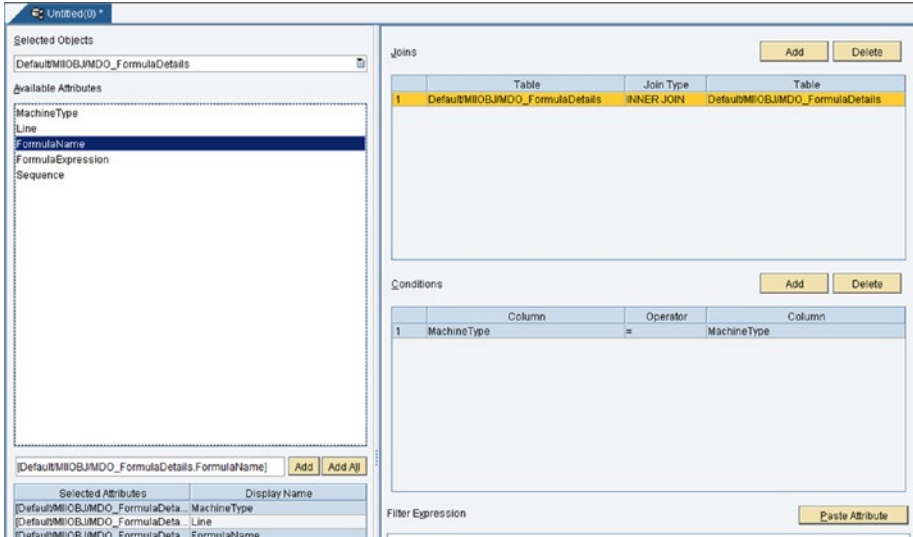 Untitled(0) *
Selected Objects
Default/MIIOBJ/MDO_FormulaDetails
Available Attributes
MachineType
Line
FormulaName
FormulaExpression
Sequence
[Default/MIIOBJ/MDO_FormulaDetails.FormulaName] Add Add All
Selected Attributes Display Name
[Default/MIIOBJ/MDO_FormulaDeta... MachineType
[Default/MIIOBJ/MDO_FormulaDeta... Line
[Default/MIIOBJ/MDO_FormulaDeta... FormulaName
Joins Add Delete
Table Join Type Table
1 Default/MIIOBJ/MDO_FormulaDetails INNER JOIN Default/MIIOBJ/MDO_FormulaDetails
Conditions Add Delete
Column Operator Column
1 MachineType = MachineType
Filter Expression Paste Attribute